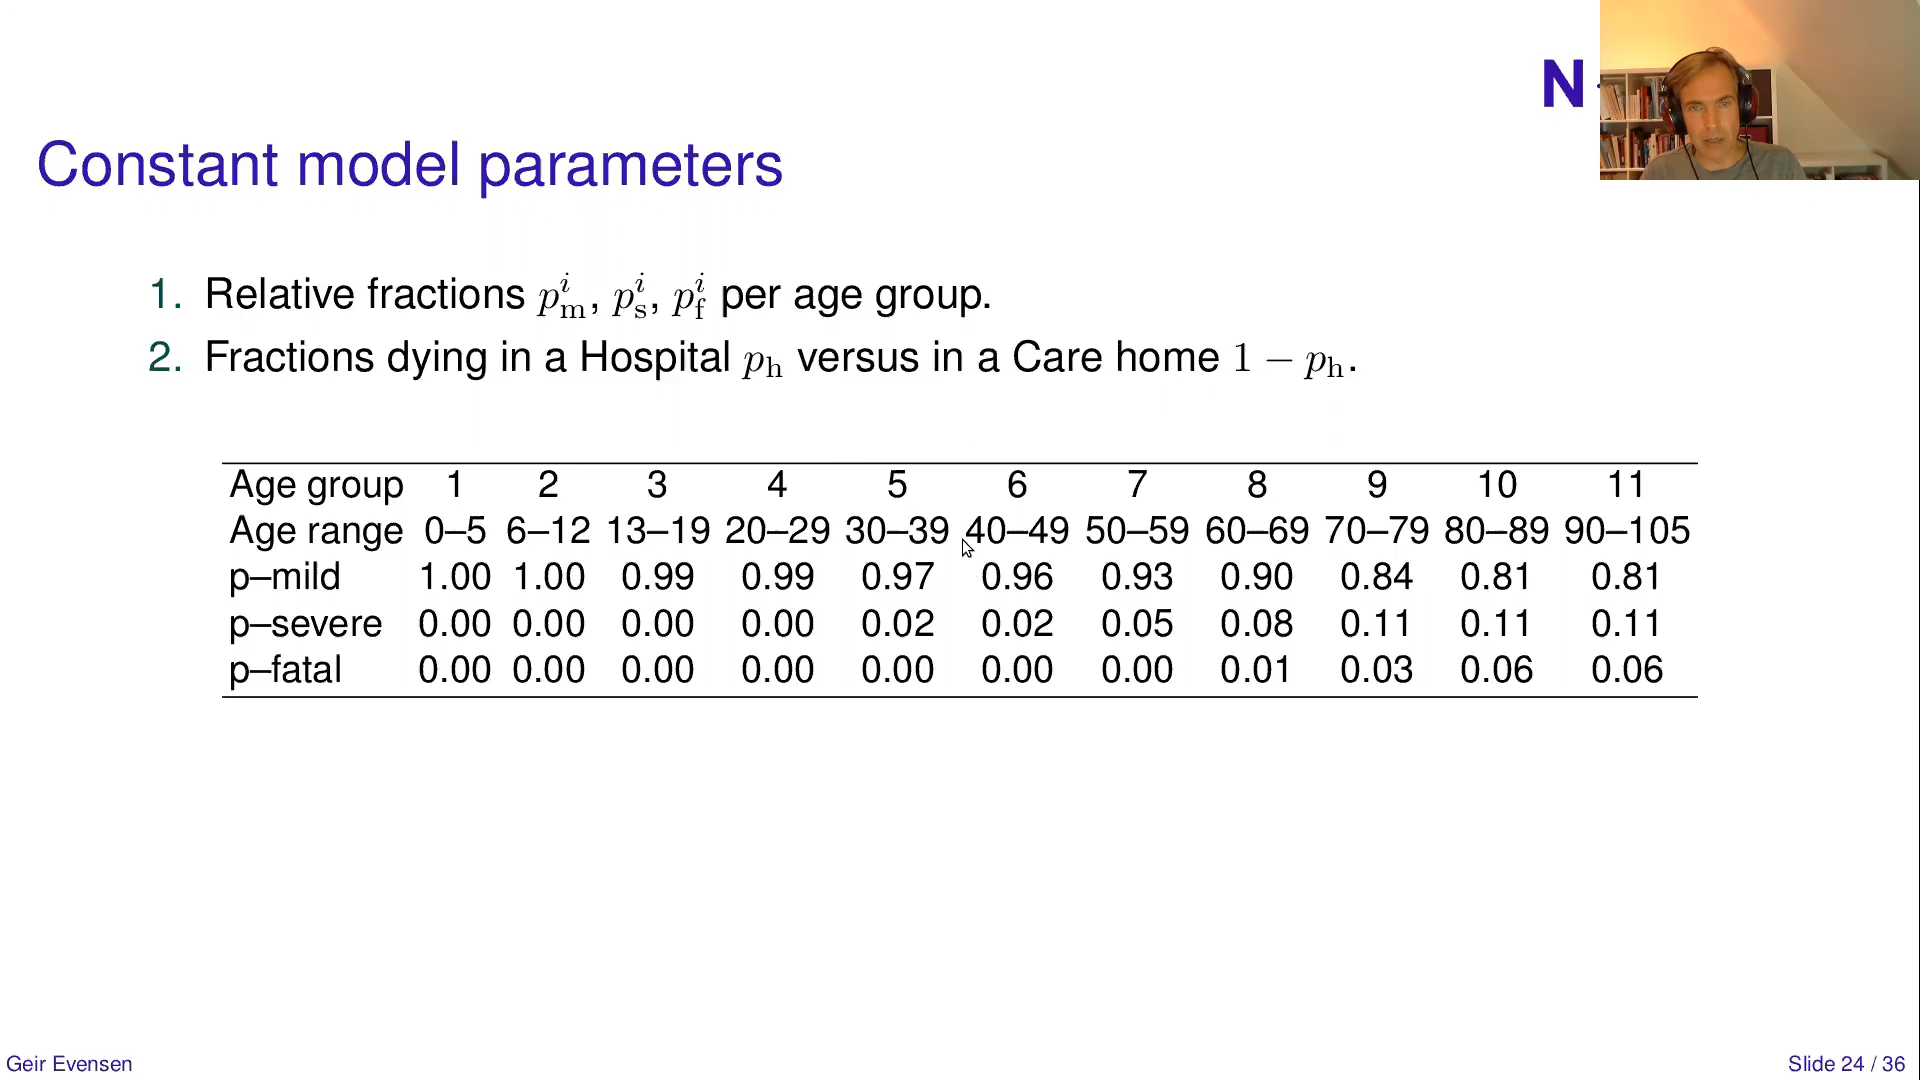 N
Constant model parameters
1. Relative fractions p_m^i, p_s^i, p_f^i per age group.
2. Fractions dying in a Hospital p_h versus in a Care home 1 − p_h.
Age group 1 2 3 4 5 6 7 8 9 10 11
Age range 0–5 6–12 13–19 20–29 30–39 40–49 50–59 60–69 70–79 80–89 90–105
p–mild 1.00 1.00 0.99 0.99 0.97 0.96 0.93 0.90 0.84 0.81 0.81
p–severe 0.00 0.00 0.00 0.00 0.02 0.02 0.05 0.08 0.11 0.11 0.11
p–fatal 0.00 0.00 0.00 0.00 0.00 0.00 0.00 0.01 0.03 0.06 0.06
Geir Evensen
Slide 24 / 36